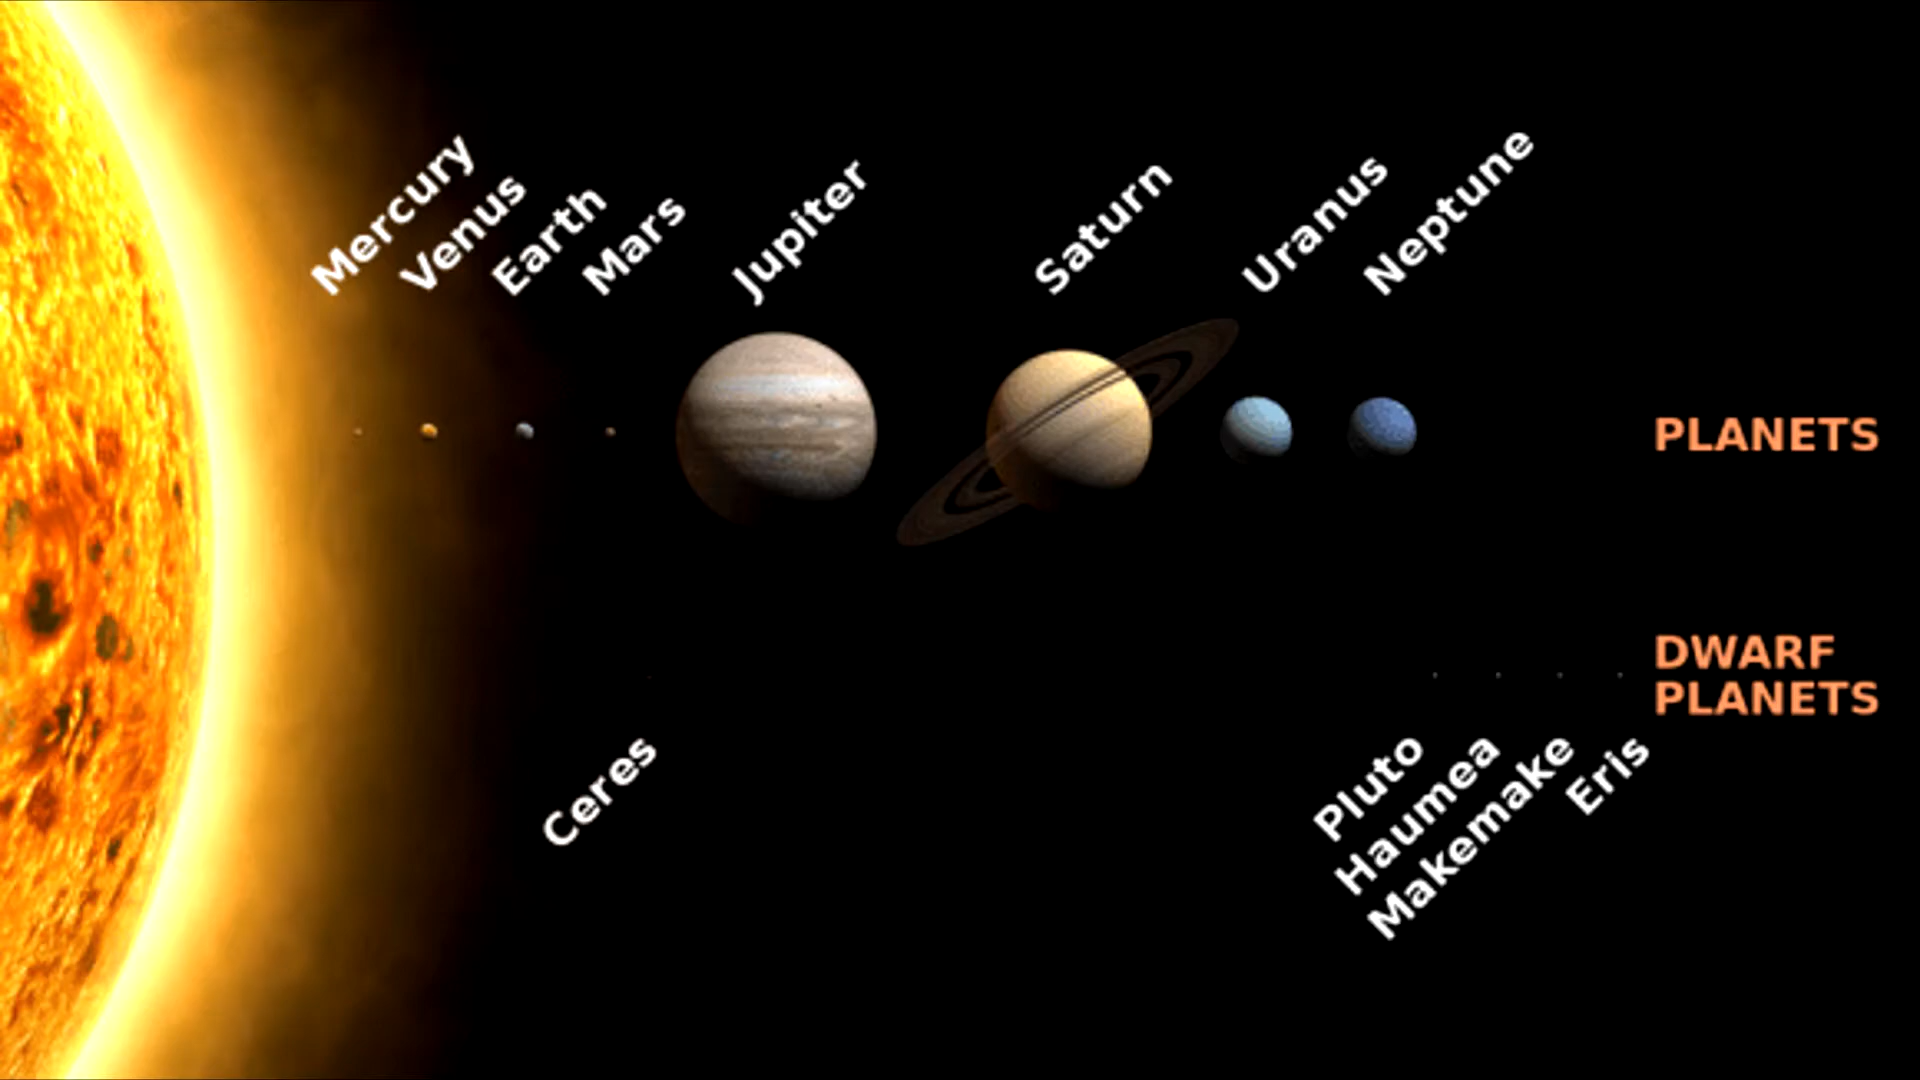 Mercury
Venus
Earth
Mars
Jupiter
Saturn
Uranus
Neptune
PLANETS
DWARF
PLANETS
Ceres
Pluto
Haumea
Makemake
Eris